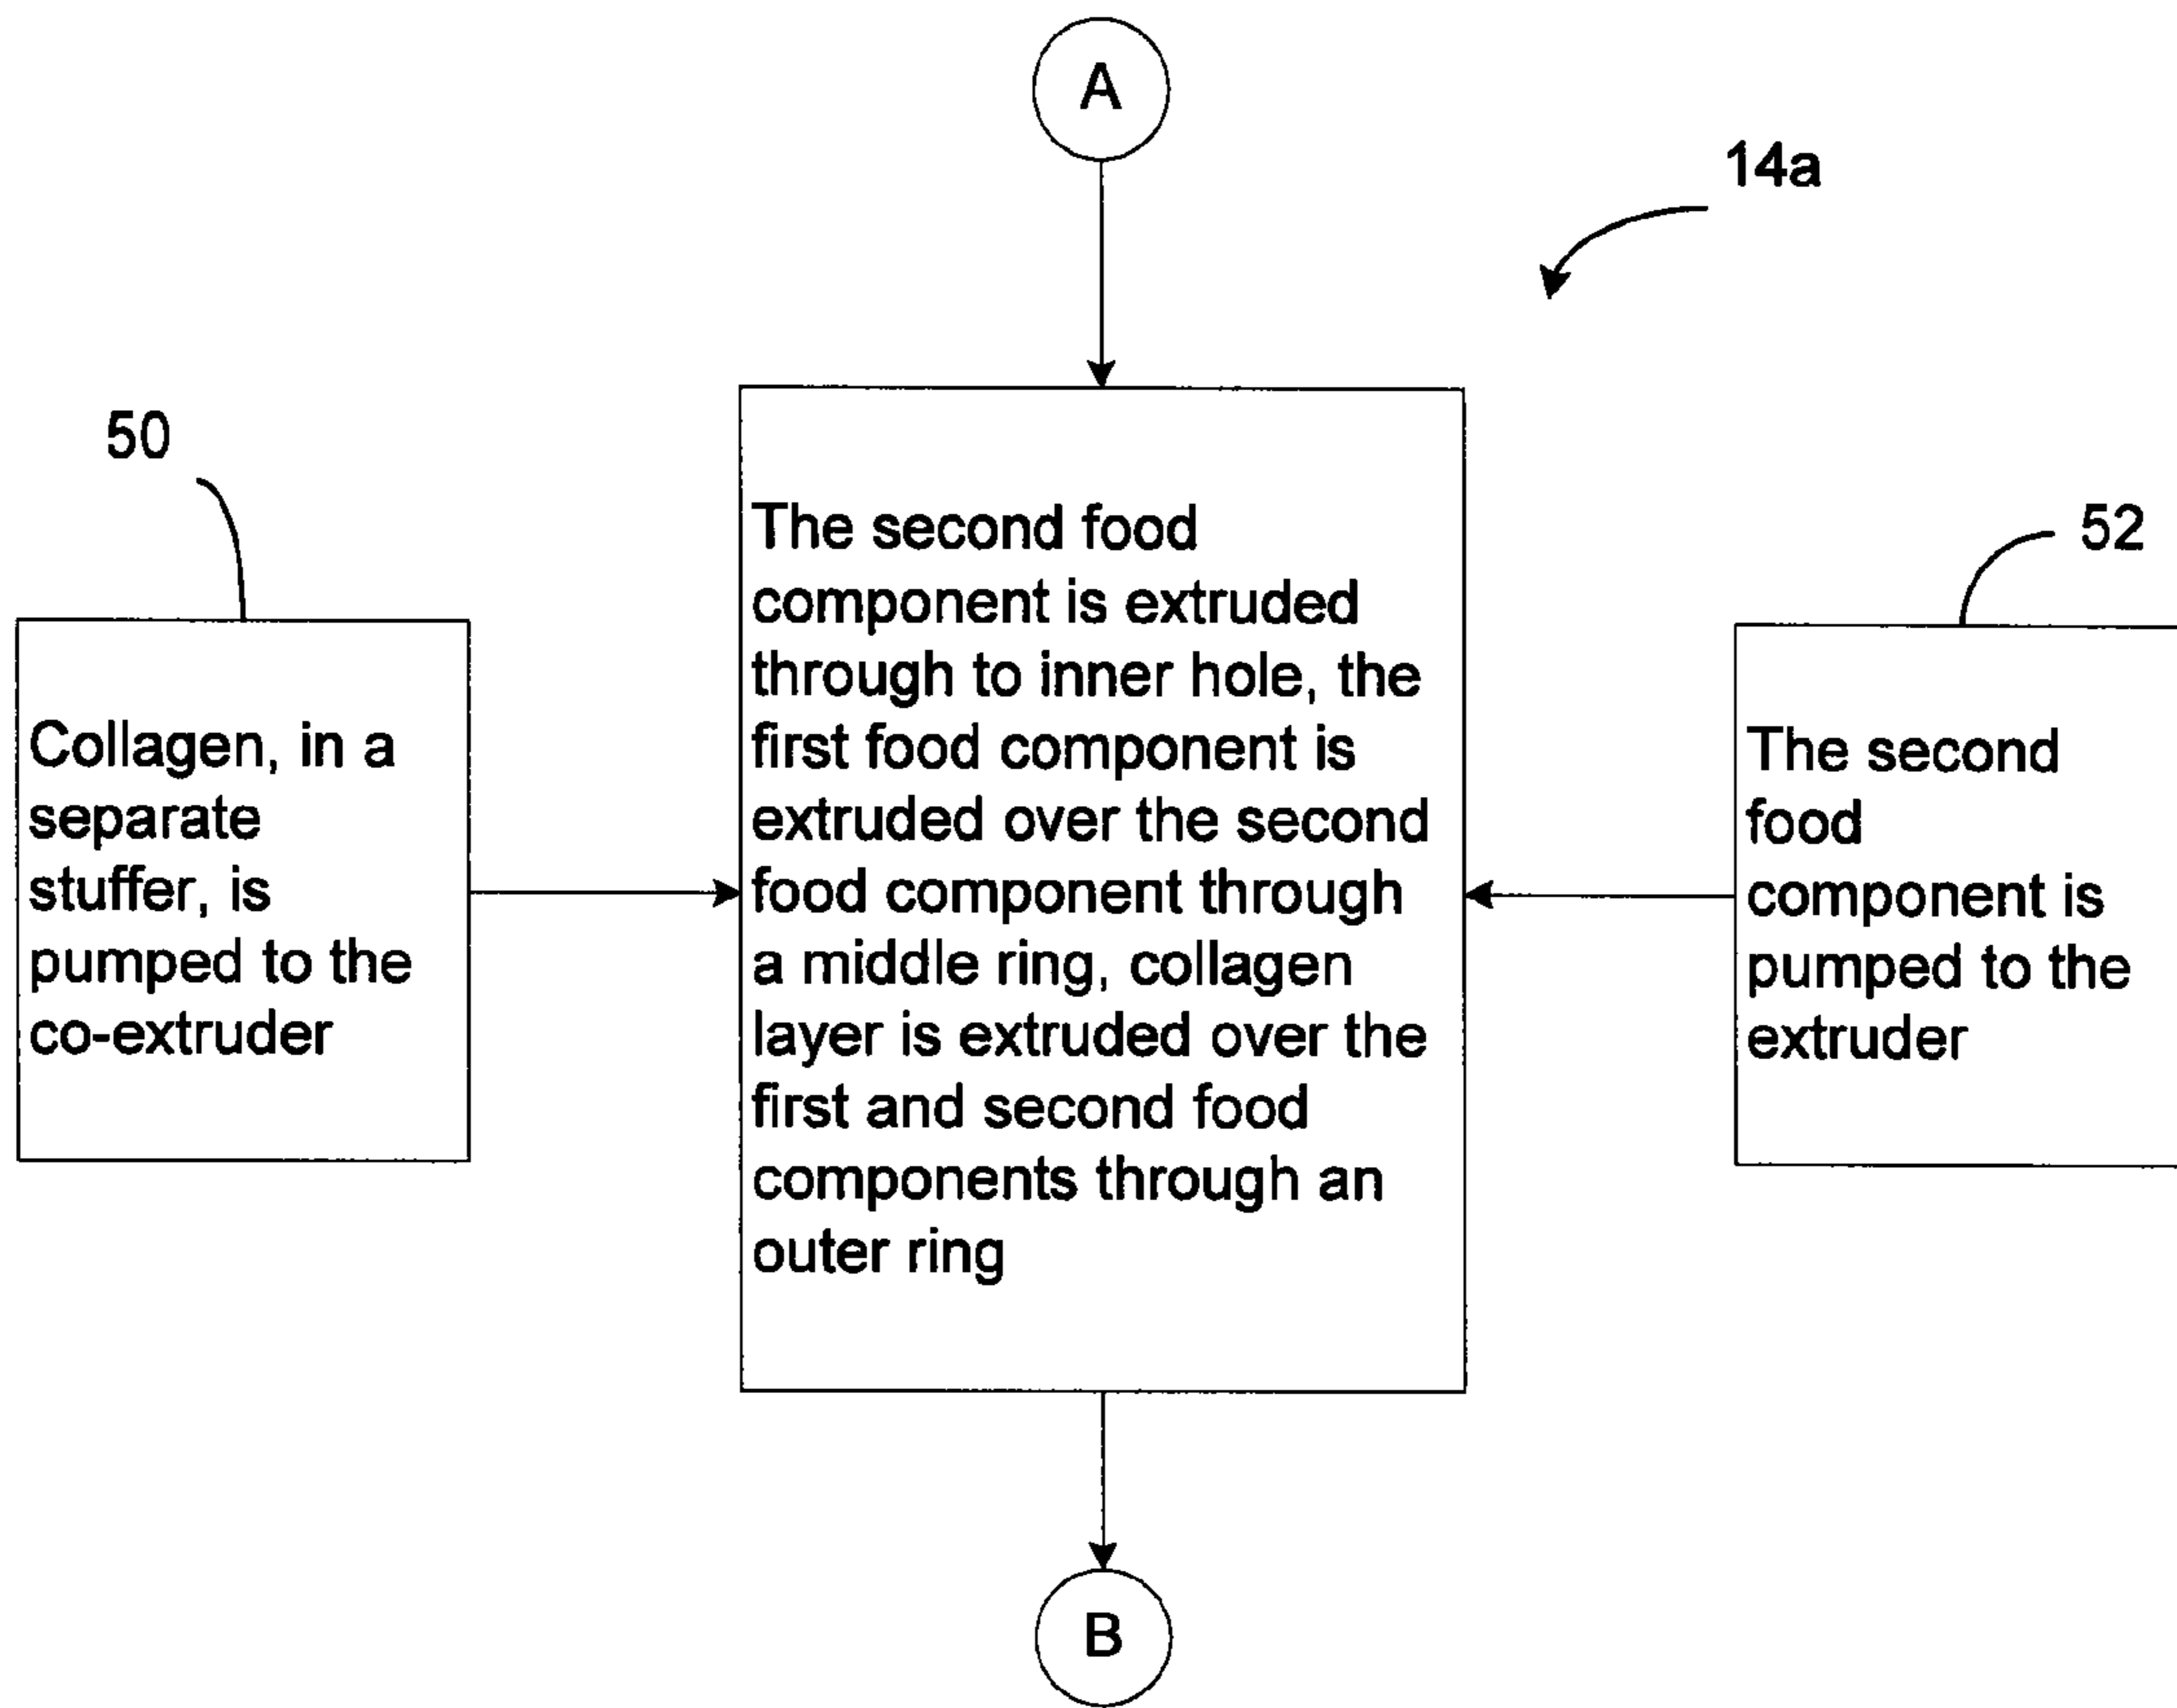 A
14a
50
Collagen, in a
separate
stuffer, is
pumped to the
co-extruder
The second food
component is extruded
through to inner hole, the
first food component is
extruded over the second
food component through
a middle ring, collagen
layer is extruded over the
first and second food
components through an
outer ring
52
The second
food
component is
pumped to the
extruder
B